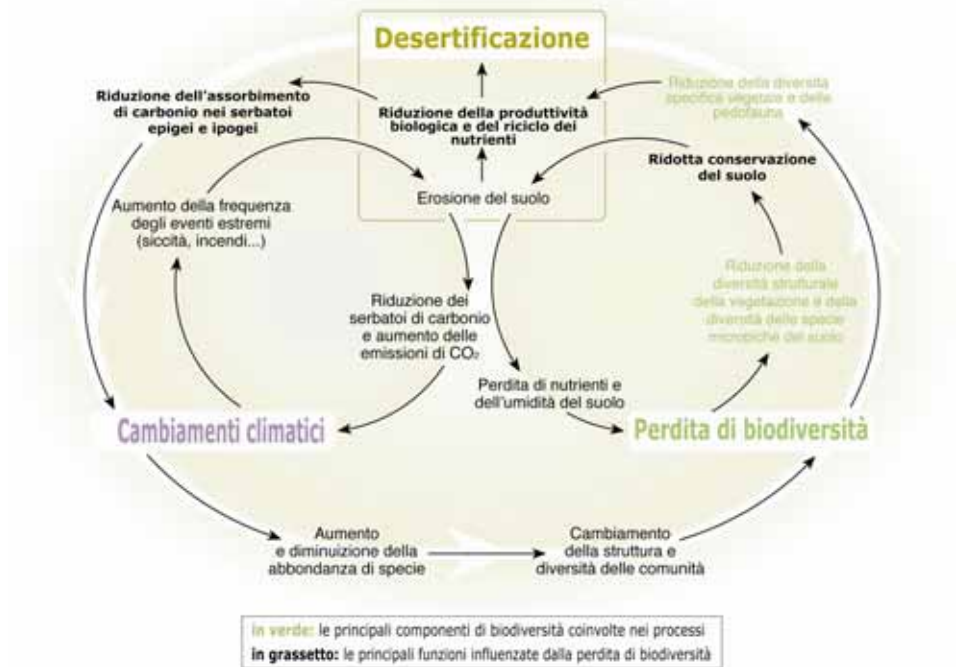 Desertificazione
Riduzione dell'assorbimento
di carbonio nei serbatoi
epigei e ipogei
Riduzione della produttività
biologica e del riciclo dei
nutrienti
Riduzione della diversità
specifica vegetale e della
pedofauna
Ridotta conservazione
del suolo
Erosione del suolo
Aumento della frequenza
degli eventi estremi
(siccità, incendi...)
Riduzione dei
serbatoi di carbonio
e aumento delle
emissioni di CO₂
Riduzione della
diversità strutturale
della vegetazione e della
diversità delle specie
del suolo
Perdita di nutrienti e
dell'umidità del suolo
Cambiamenti climatici
Perdita di biodiversità
Aumento
e diminuizione della
abbondanza di specie
Cambiamento
della struttura e
diversità delle comunità
in verde: le principali componenti di biodiversità coinvolte nei processi
in grassetto: le principali funzioni influenzate dalla perdita di biodiversità